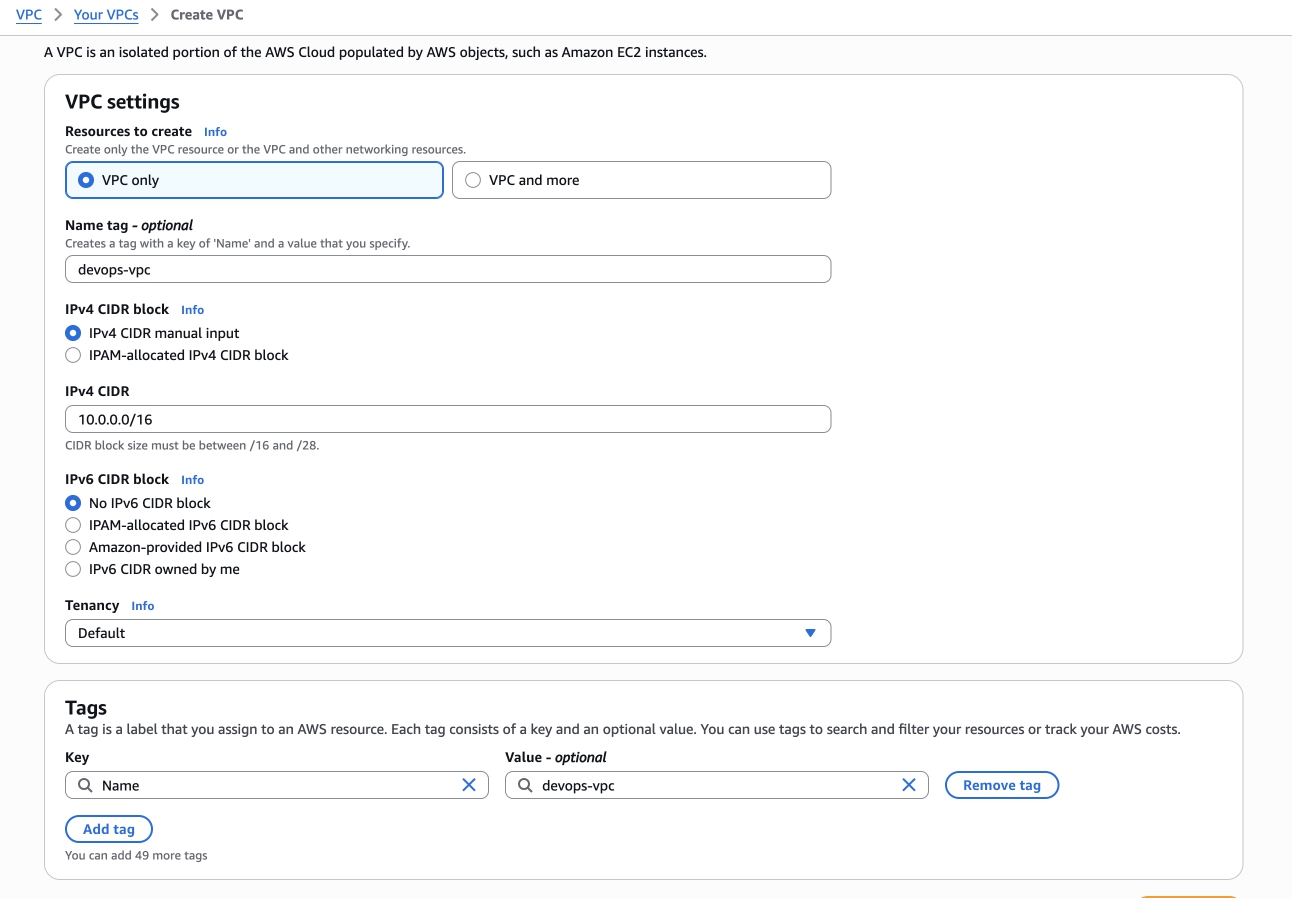 VPC > Your VPCs > Create VPC
A VPC is an isolated portion of the AWS Cloud populated by AWS objects, such as Amazon EC2 instances.
VPC settings
Resources to create Info
Create only the VPC resource or the VPC and other networking resources.
VPC only VPC and more
Name tag - optional
Creates a tag with a key of 'Name' and a value that you specify.
devops-vpc
IPv4 CIDR block Info
IPv4 CIDR manual input
IPAM-allocated IPv4 CIDR block
IPv4 CIDR
10.0.0.0/16
CIDR block size must be between /16 and /28.
IPv6 CIDR block Info
No IPv6 CIDR block
IPAM-allocated IPv6 CIDR block
Amazon-provided IPv6 CIDR block
IPv6 CIDR owned by me
Tenancy Info
Default
Tags
A tag is a label that you assign to an AWS resource. Each tag consists of a key and an optional value. You can use tags to search and filter your resources or track your AWS costs.
Key Value - optional
Name devops-vpc Remove tag
Add tag
You can add 49 more tags